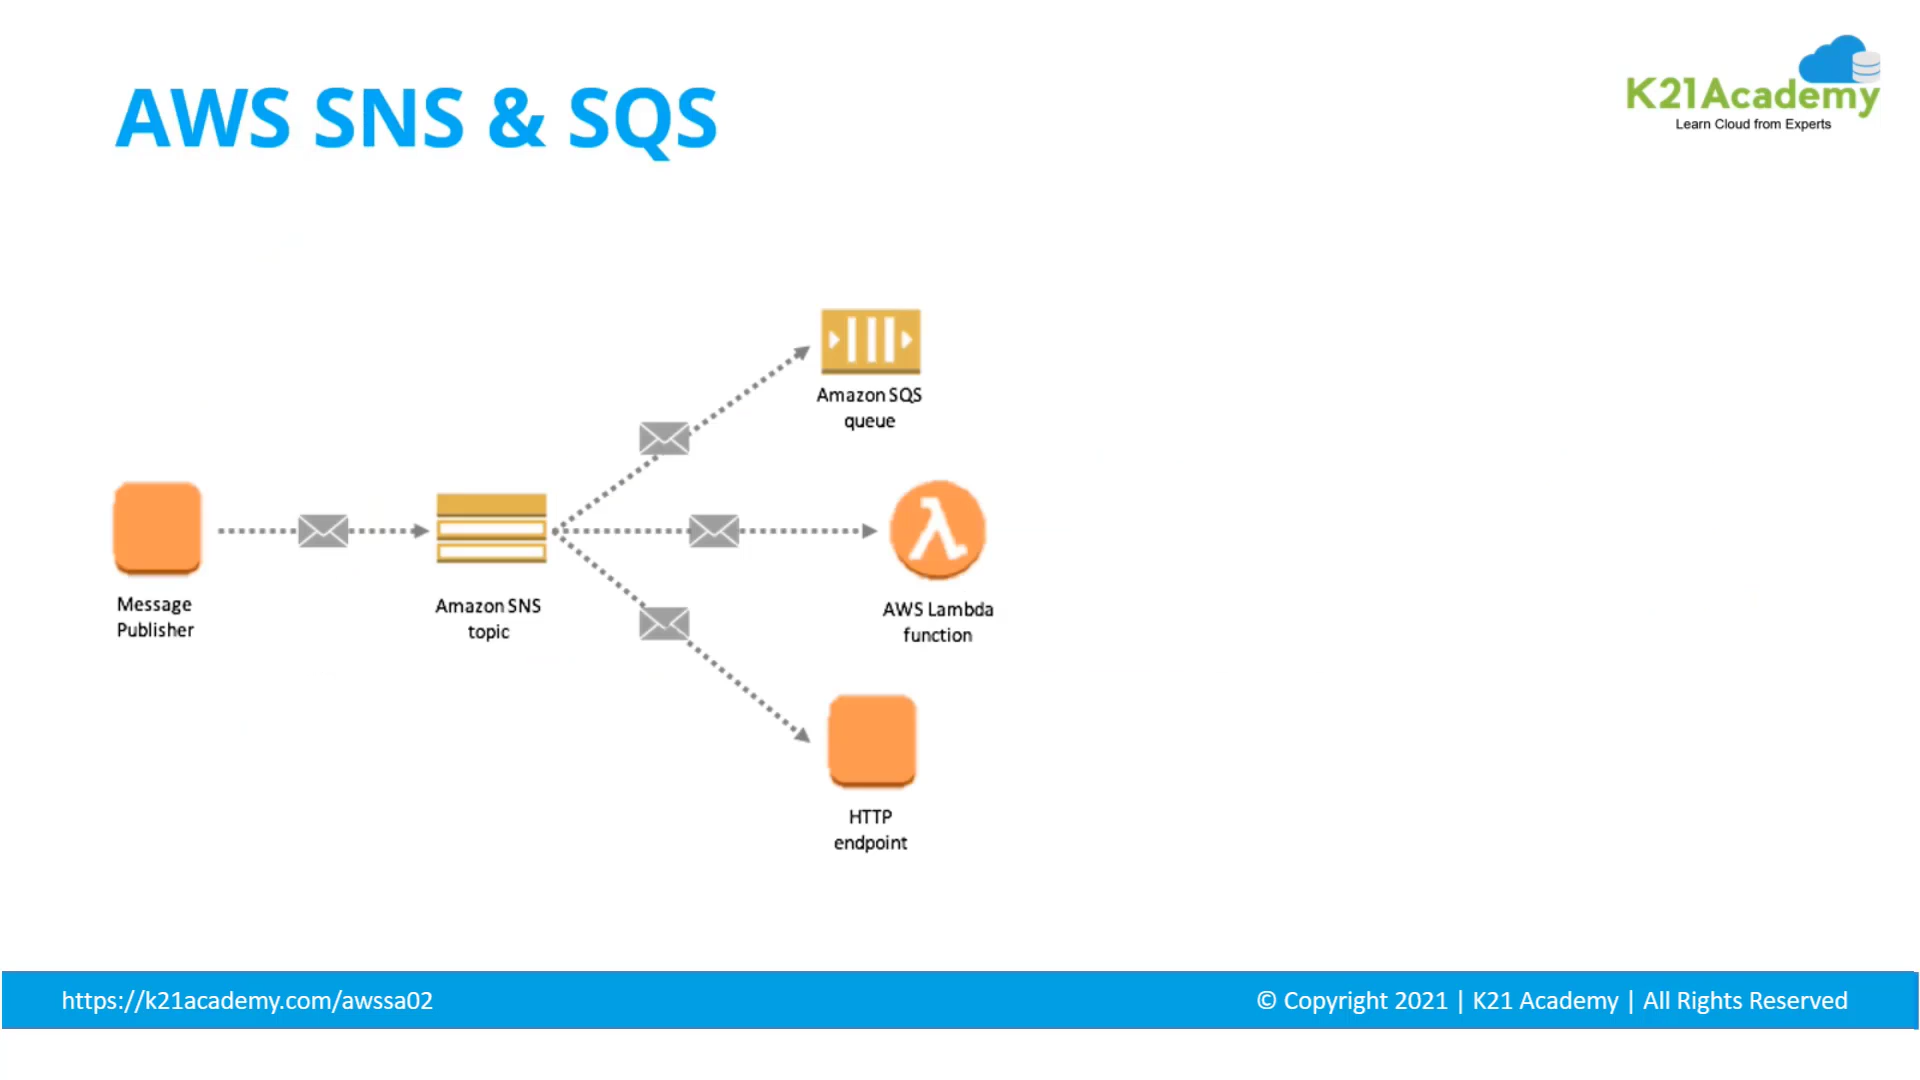 AWS SNS & SQS
K21Academy
Learn Cloud from Experts
Amazon SQS
queue
Message
Publisher
Amazon SNS
topic
AWS Lambda
function
HTTP
endpoint
https://k21academy.com/awssa02
© Copyright 2021 | K21 Academy | All Rights Reserved